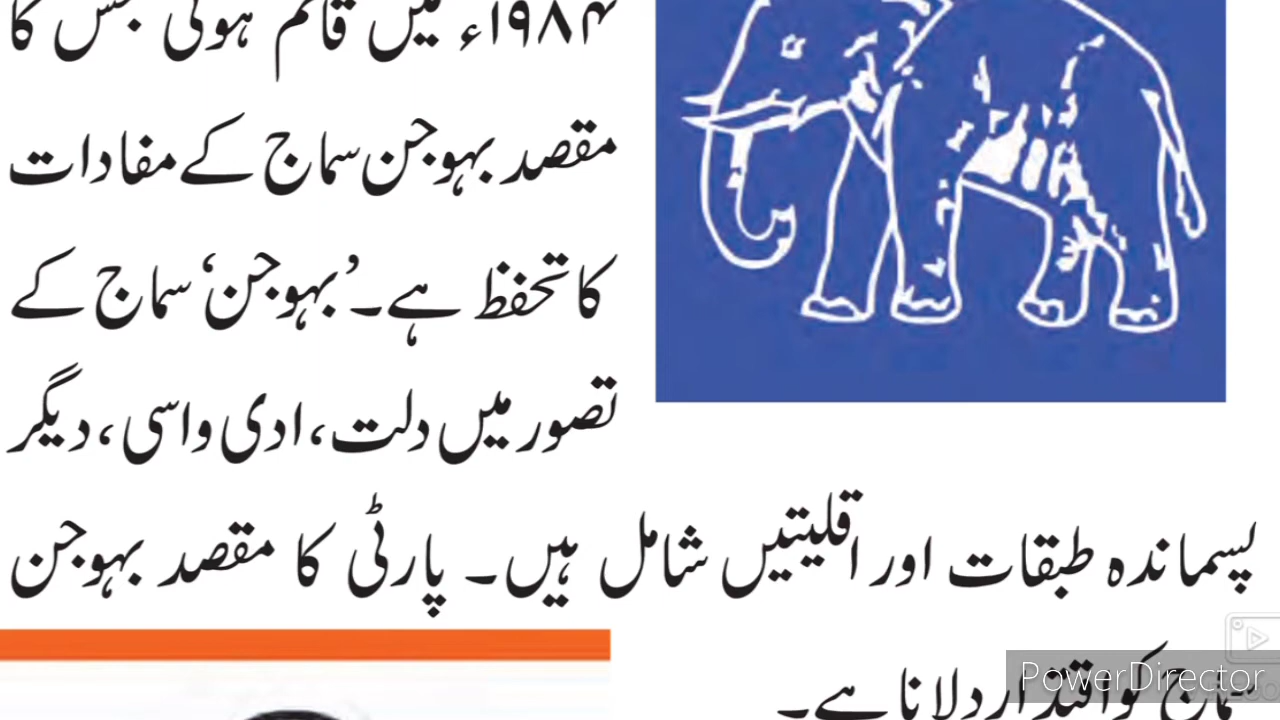 ۱۹۸۴ء میں قائم ہوئی جس کا
مقصد بہوجن سماج کے مفادات
کا تحفظ ہے۔ ’بہوجن‘ سماج کے
تصور میں دلت، ادی واسی، دیگر
پسماندہ طبقات اور اقلیتیں شامل ہیں۔ پارٹی کا مقصد بہوجن
سماج کو اقتدار دلانا ہے۔
PowerDirector